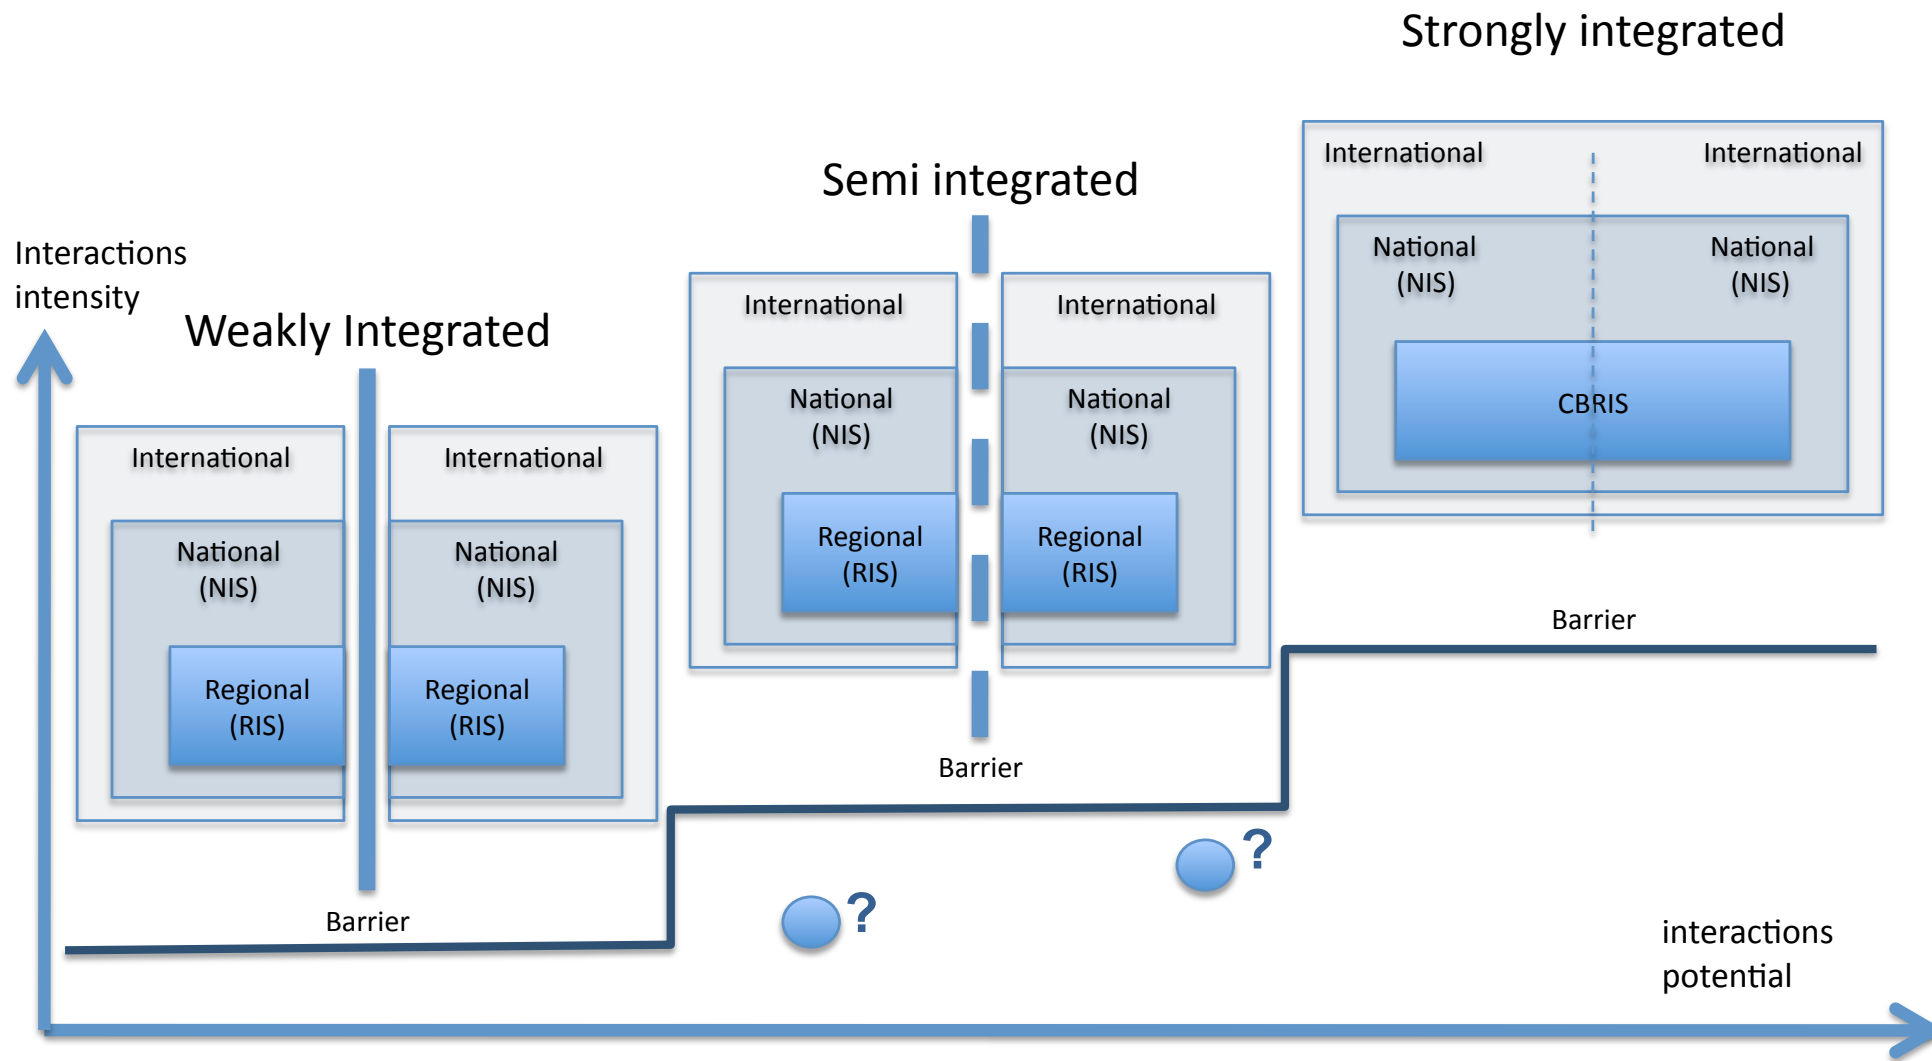 Strongly integrated
International
International
National
(NIS)
National
(NIS)
CBRIS
Barrier
Semi integrated
International
International
National
(NIS)
National
(NIS)
Regional
(RIS)
Regional
(RIS)
Barrier
Interactions
intensity
Weakly Integrated
International
International
National
(NIS)
National
(NIS)
Regional
(RIS)
Regional
(RIS)
Barrier
?
?
interactions
potential